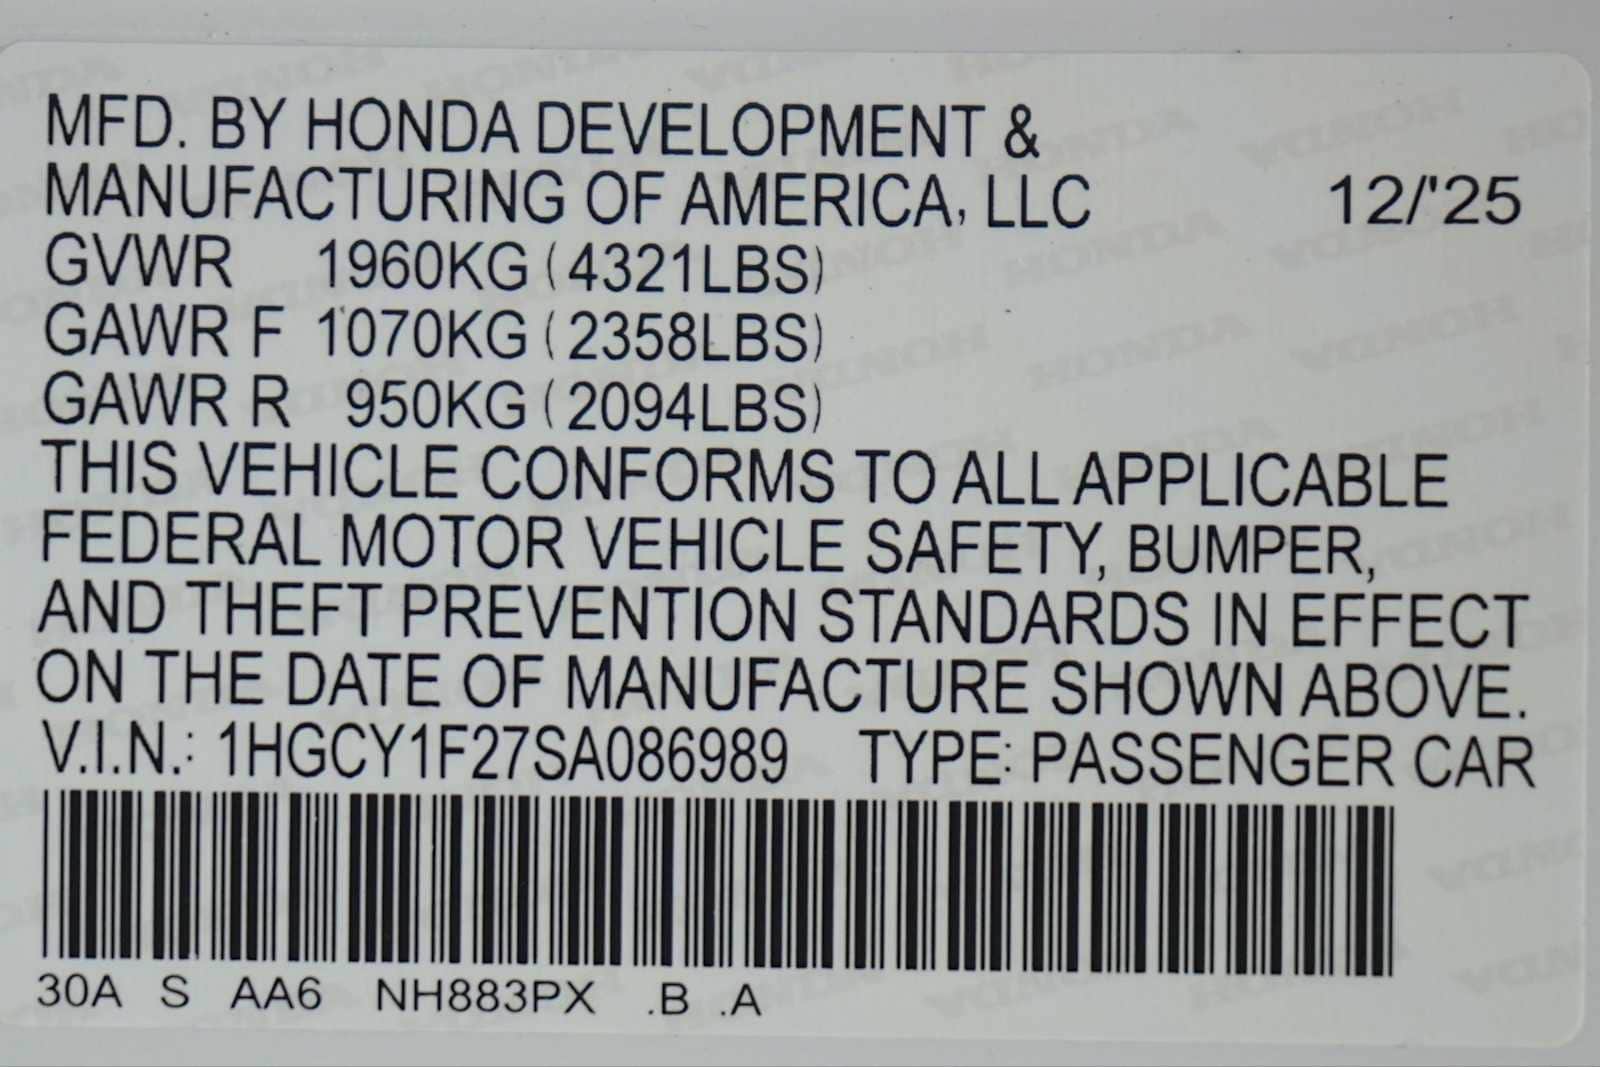 MFD. BY HONDA DEVELOPMENT &
MANUFACTURING OF AMERICA, LLC 12/'25
GVWR 1960KG (4321LBS)
GAWR F 1070KG (2358LBS)
GAWR R 950KG (2094LBS)
THIS VEHICLE CONFORMS TO ALL APPLICABLE
FEDERAL MOTOR VEHICLE SAFETY, BUMPER,
AND THEFT PREVENTION STANDARDS IN EFFECT
ON THE DATE OF MANUFACTURE SHOWN ABOVE.
V.I.N.: 1HGCY1F27SA086989 TYPE: PASSENGER CAR
30A S AA6 NH883PX .B .A